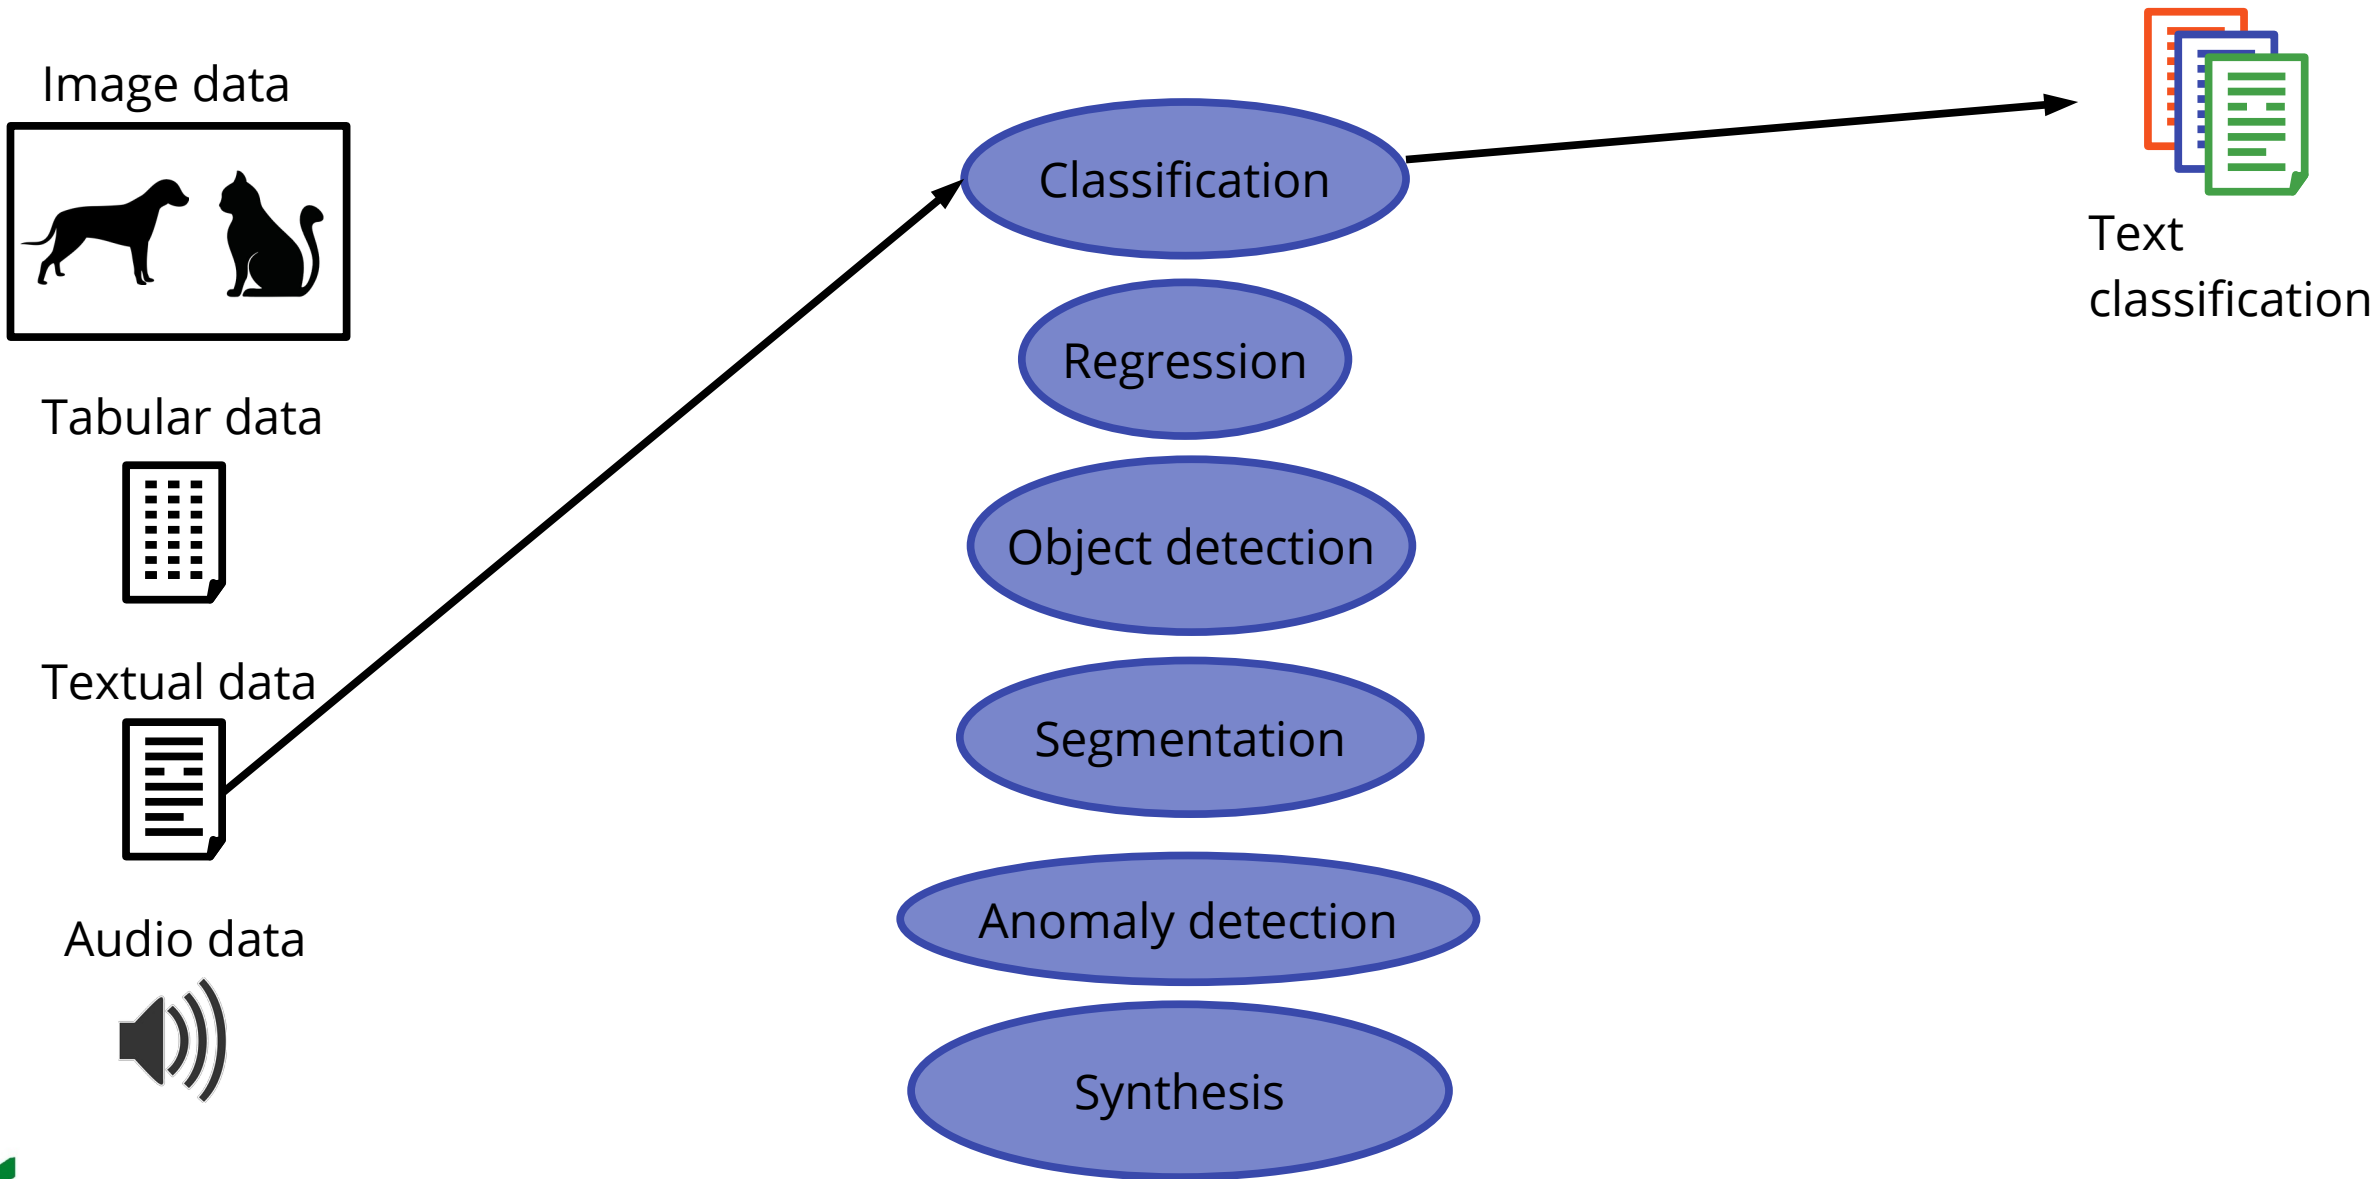 Image data
Tabular data
Textual data
Audio data
Classification
Regression
Object detection
Segmentation
Anomaly detection
Synthesis
Text
classification